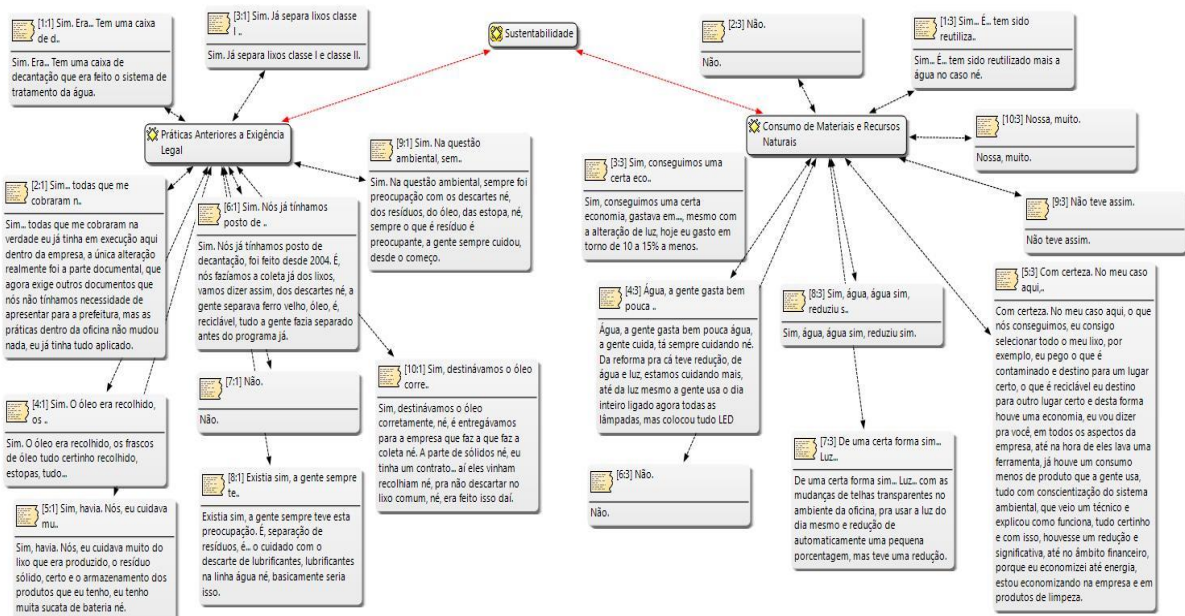 Sustentabilidade
[1:1] Sim. Era... Tem uma caixa
de d..
Sim. Era... Tem uma caixa de
decantação que era feito o sistema de
tratamento da água.
[3:1] Sim. Já separa lixos classe
I ..
Sim. Já separa lixos classe I e classe II.
Práticas Anteriores a Exigência
Legal
[2:1] Sim... todas que me
cobraram n..
Sim... todas que me cobraram na
verdade eu já tinha em execução aqui
dentro da empresa, a única alteração
realmente foi a parte documental, que
agora exige outros documentos que
nós não tínhamos necessidade de
apresentar para a prefeitura, mas as
práticas dentro da oficina não mudou
nada, eu já tinha tudo aplicado.
[6:1] Sim. Nós já tínhamos
posto de ..
Sim. Nós já tínhamos posto de
decantação, foi feito desde 2004. É,
nós fazíamos a coleta já dos lixos,
vamos dizer assim, dos descartes né, a
gente separava ferro velho, óleo, é,
reciclável, tudo a gente fazia separado
antes do programa já.
[9:1] Sim. Na questão
ambiental, sem..
Sim. Na questão ambiental, sempre foi
preocupação com os descartes né,
dos resíduos, do óleo, das estopa, né,
sempre o que é resíduo é
preocupante, a gente sempre cuidou,
desde o começo.
[4:1] Sim. O óleo era recolhido,
os ..
Sim. O óleo era recolhido, os frascos
de óleo tudo certinho recolhido,
estopas, tudo...
[7:1] Não.
Não.
[10:1] Sim, destinávamos o óleo
corre..
Sim, destinávamos o óleo
corretamente, né, é entregávamos
para a empresa que faz a que faz a
coleta né. A parte de sólidos né, eu
tinha um contrato... aí eles vinham
recolhiam né, pra não descartar no
lixo comum, né, era feito isso daí.
[5:1] Sim, havia. Nós, eu cuidava
mu..
Sim, havia. Nós, eu cuidava muito do
lixo que era produzido, o resíduo
sólido, certo e o armazenamento dos
produtos que eu tenho, eu tenho
muita sucata de bateria né.
[8:1] Existia sim, a gente sempre
te..
Existia sim, a gente sempre teve esta
preocupação. É, separação de
resíduos, é... o cuidado com o
descarte de lubrificantes, lubrificantes
na linha água né, basicamente seria
isso.
[2:3] Não.
Não.
[1:3] Sim... É.. tem sido
reutiliza..
Sim... É.. tem sido reutilizado mais a
água no caso né.
Consumo de Materiais e Recursos
Naturais
[10:3] Nossa, muito.
Nossa, muito.
[3:3] Sim, conseguimos uma
certa eco..
Sim, conseguimos uma certa
economia, gastava em..., mesmo com
a alteração de luz, hoje eu gasto em
torno de 10 a 15% a menos.
[9:3] Não teve assim.
Não teve assim.
[4:3] Água, a gente gasta bem
pouca ..
Água, a gente gasta bem pouca água,
a gente cuida, tá sempre cuidando né.
Da reforma pra cá teve redução, de
água e luz, estamos cuidando mais,
até da luz mesmo a gente usa o dia
inteiro ligado agora todas as
lâmpadas, mas colocou tudo LED
[8:3] Sim, água, água sim,
reduziu s..
Sim, água, água sim, reduziu sim.
[5:3] Com certeza. No meu caso
aqui,..
Com certeza. No meu caso aqui, o que
nós conseguimos, eu consigo
selecionar todo o meu lixo, por
exemplo, eu pego o que é
contaminado e destino para um lugar
certo, o que é reciclável eu destino
para outro lugar certo e desta forma
houve uma economia, eu vou dizer
pra você, em todos os aspectos da
empresa, até na hora de eles lava uma
ferramenta, já houve um consumo
menos de produto que a gente usa,
tudo com conscientização do sistema
ambiental, que veio um técnico e
explicou como funciona, tudo certinho
e com isso, houvesse um redução e
significativa, até no âmbito financeiro,
porque eu economizei até energia,
estou economizando na empresa e em
produtos de limpeza.
[6:3] Não.
Não.
[7:3] De uma certa forma sim...
Luz...
De uma certa forma sim... Luz... com as
mudanças de telhas transparentes no
ambiente da oficina, pra usar a luz do
dia mesmo e redução de
automaticamente uma pequena
porcentagem, mas teve uma redução.